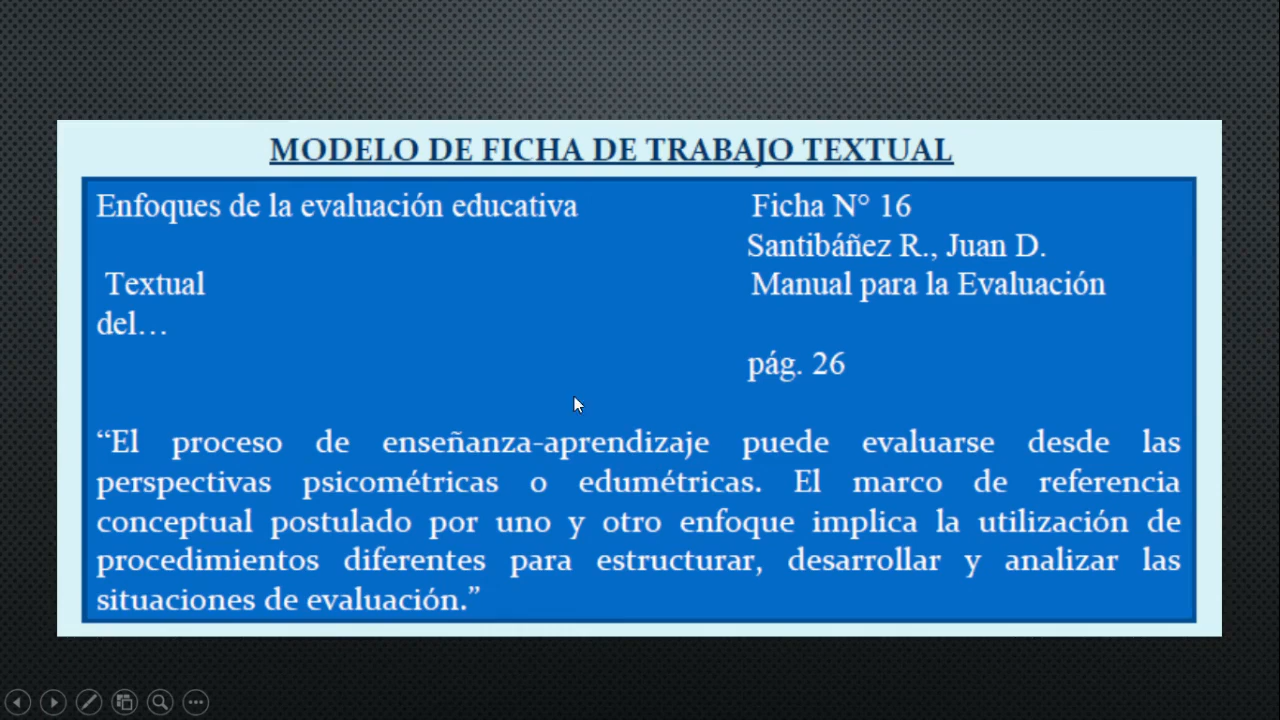 MODELO DE FICHA DE TRABAJO TEXTUAL
Enfoques de la evaluación educativa Ficha N° 16
Santibáñez R., Juan D.
Textual Manual para la Evaluación
del…
pág. 26
“El proceso de enseñanza-aprendizaje puede evaluarse desde las
perspectivas psicométricas o edumétricas. El marco de referencia
conceptual postulado por uno y otro enfoque implica la utilización de
procedimientos diferentes para estructurar, desarrollar y analizar las
situaciones de evaluación.”